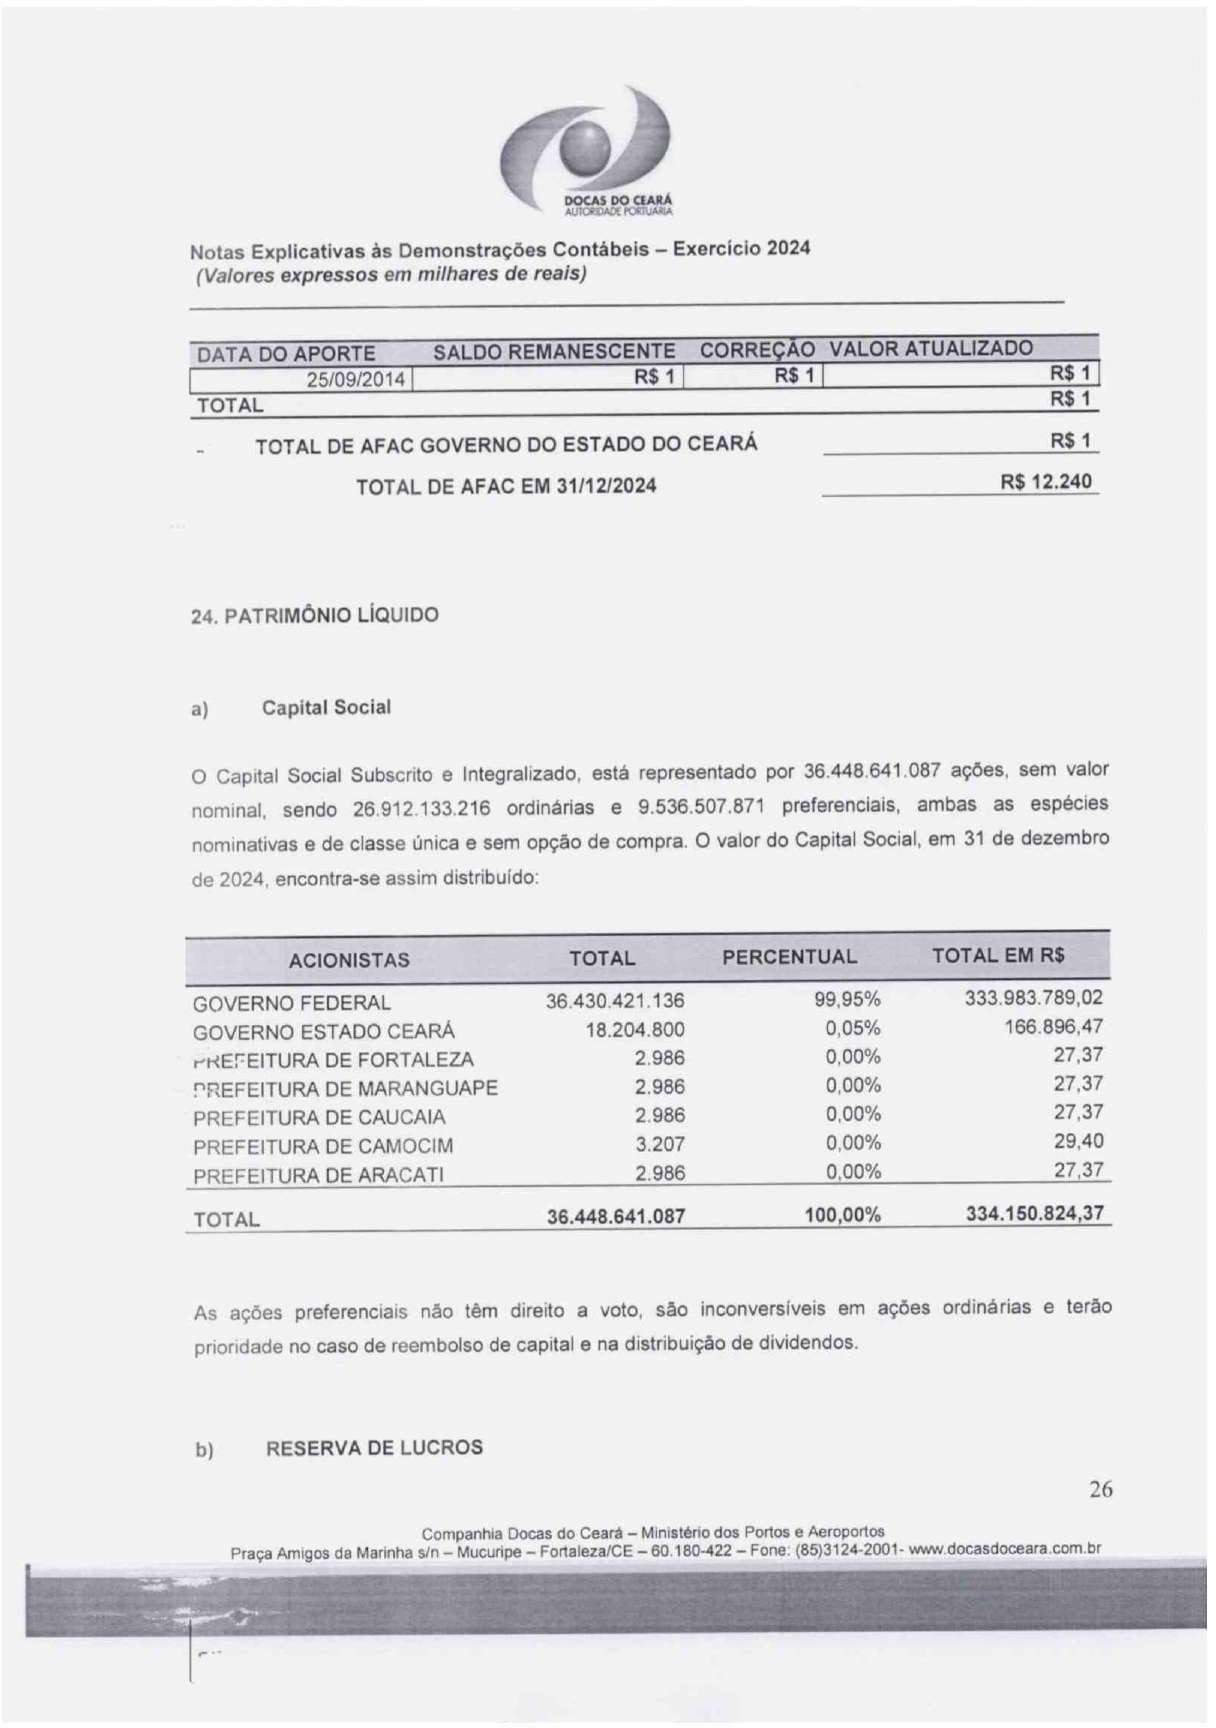 DOCAS DO CEARÁ
AUTORIDADE PORTUÁRIA
Notas Explicativas às Demonstrações Contábeis – Exercício 2024
(Valores expressos em milhares de reais)
DATA DO APORTE SALDO REMANESCENTE CORREÇÃO VALOR ATUALIZADO
25/09/2014 R$ 1 R$ 1 R$ 1
TOTAL R$ 1
TOTAL DE AFAC GOVERNO DO ESTADO DO CEARÁ R$ 1
TOTAL DE AFAC EM 31/12/2024 R$ 12.240
24. PATRIMÔNIO LÍQUIDO
a) Capital Social
O Capital Social Subscrito e Integralizado, está representado por 36.448.641.087 ações, sem valor
nominal, sendo 26.912.133.216 ordinárias e 9.536.507.871 preferenciais, ambas as espécies
nominativas e de classe única e sem opção de compra. O valor do Capital Social, em 31 de dezembro
de 2024, encontra-se assim distribuído:
ACIONISTAS TOTAL PERCENTUAL TOTAL EM R$
GOVERNO FEDERAL 36.430.421.136 99,95% 333.983.789,02
GOVERNO ESTADO CEARÁ 18.204.800 0,05% 166.896,47
PREFEITURA DE FORTALEZA 2.986 0,00% 27,37
PREFEITURA DE MARANGUAPE 2.986 0,00% 27,37
PREFEITURA DE CAUCAIA 2.986 0,00% 27,37
PREFEITURA DE CAMOCIM 3.207 0,00% 29,40
PREFEITURA DE ARACATI 2.986 0,00% 27,37
TOTAL 36.448.641.087 100,00% 334.150.824,37
As ações preferenciais não têm direito a voto, são inconversíveis em ações ordinárias e terão
prioridade no caso de reembolso de capital e na distribuição de dividendos.
b) RESERVA DE LUCROS
26
Companhia Docas do Ceará – Ministério dos Portos e Aeroportos
Praça Amigos da Marinha s/n – Mucuripe – Fortaleza/CE – 60.180-422 – Fone: (85)3124-2001- www.docasdoceara.com.br